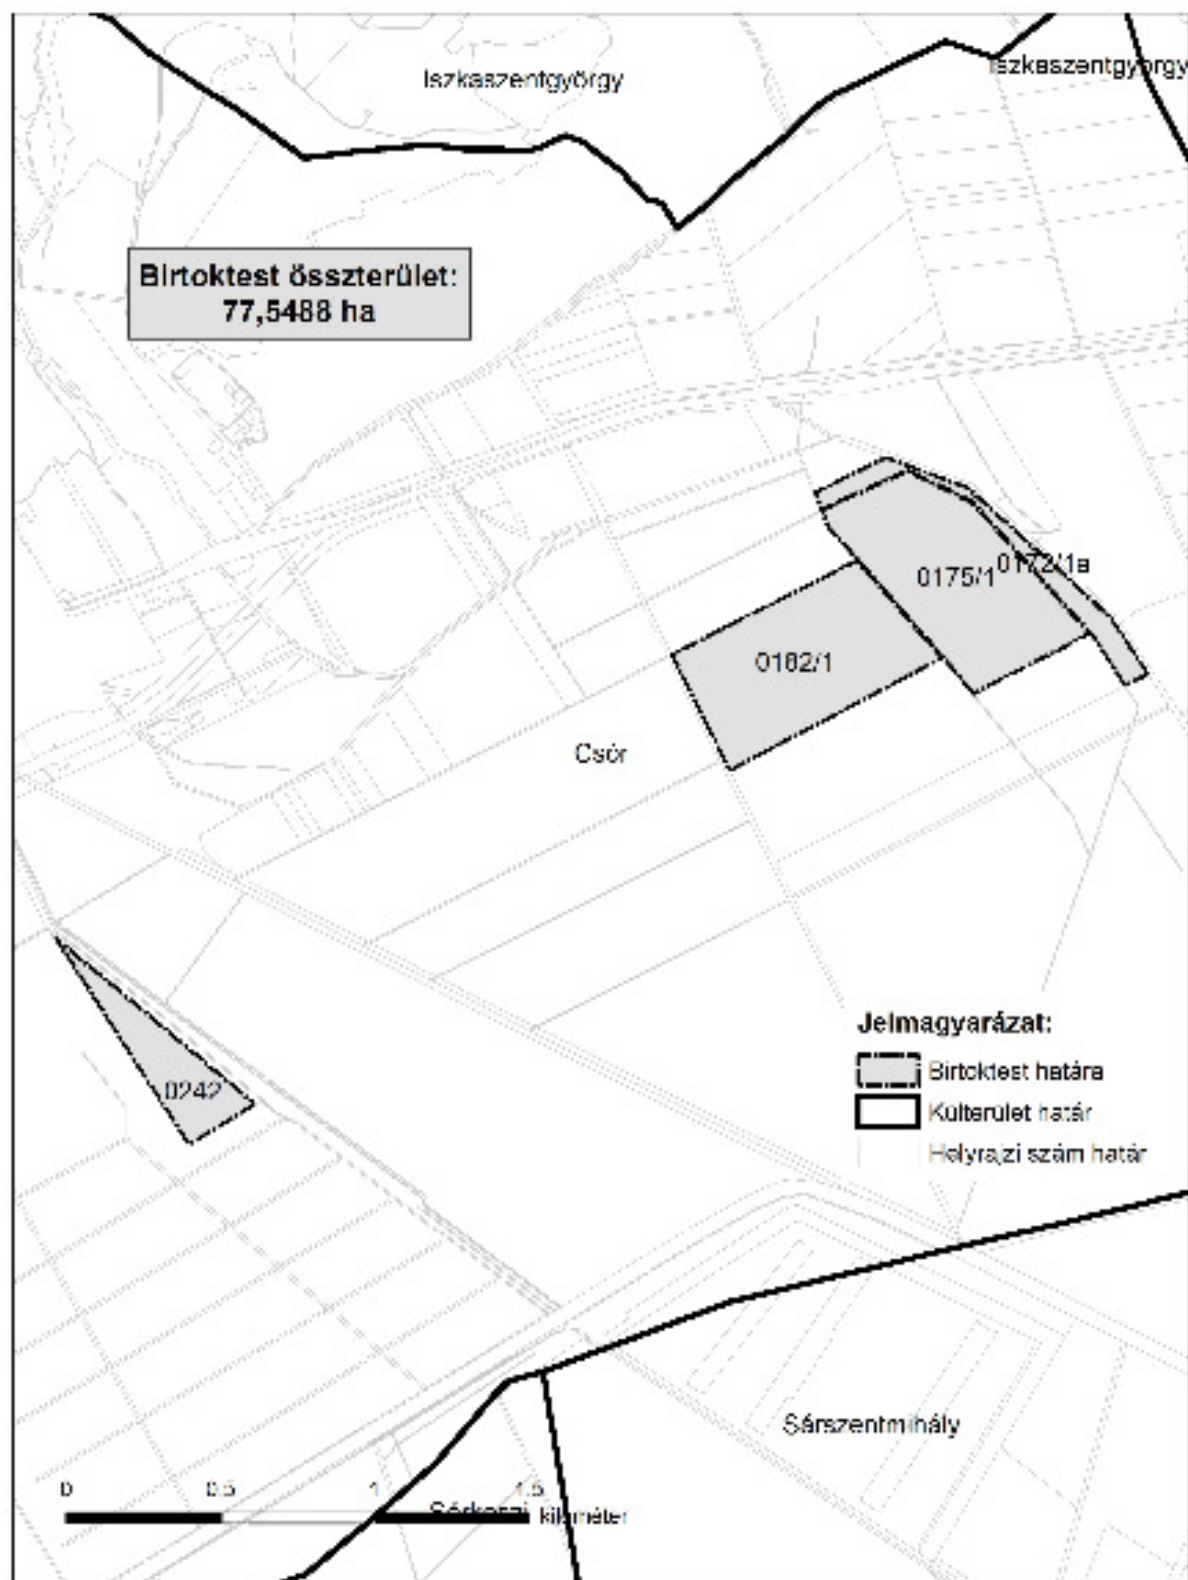 Iszkaszentgyörgy
Iszkaszentgyörgy
Birtoktest összterület:
77,5488 ha
0175/1
0172/1a
0182/1
Csór
Jelmagyarázat:
Birtoktest határa
Külterület határ
Helyrajzi szám határ
0242
Sárszentmihály
0 0.5 1 1.5
kilométer